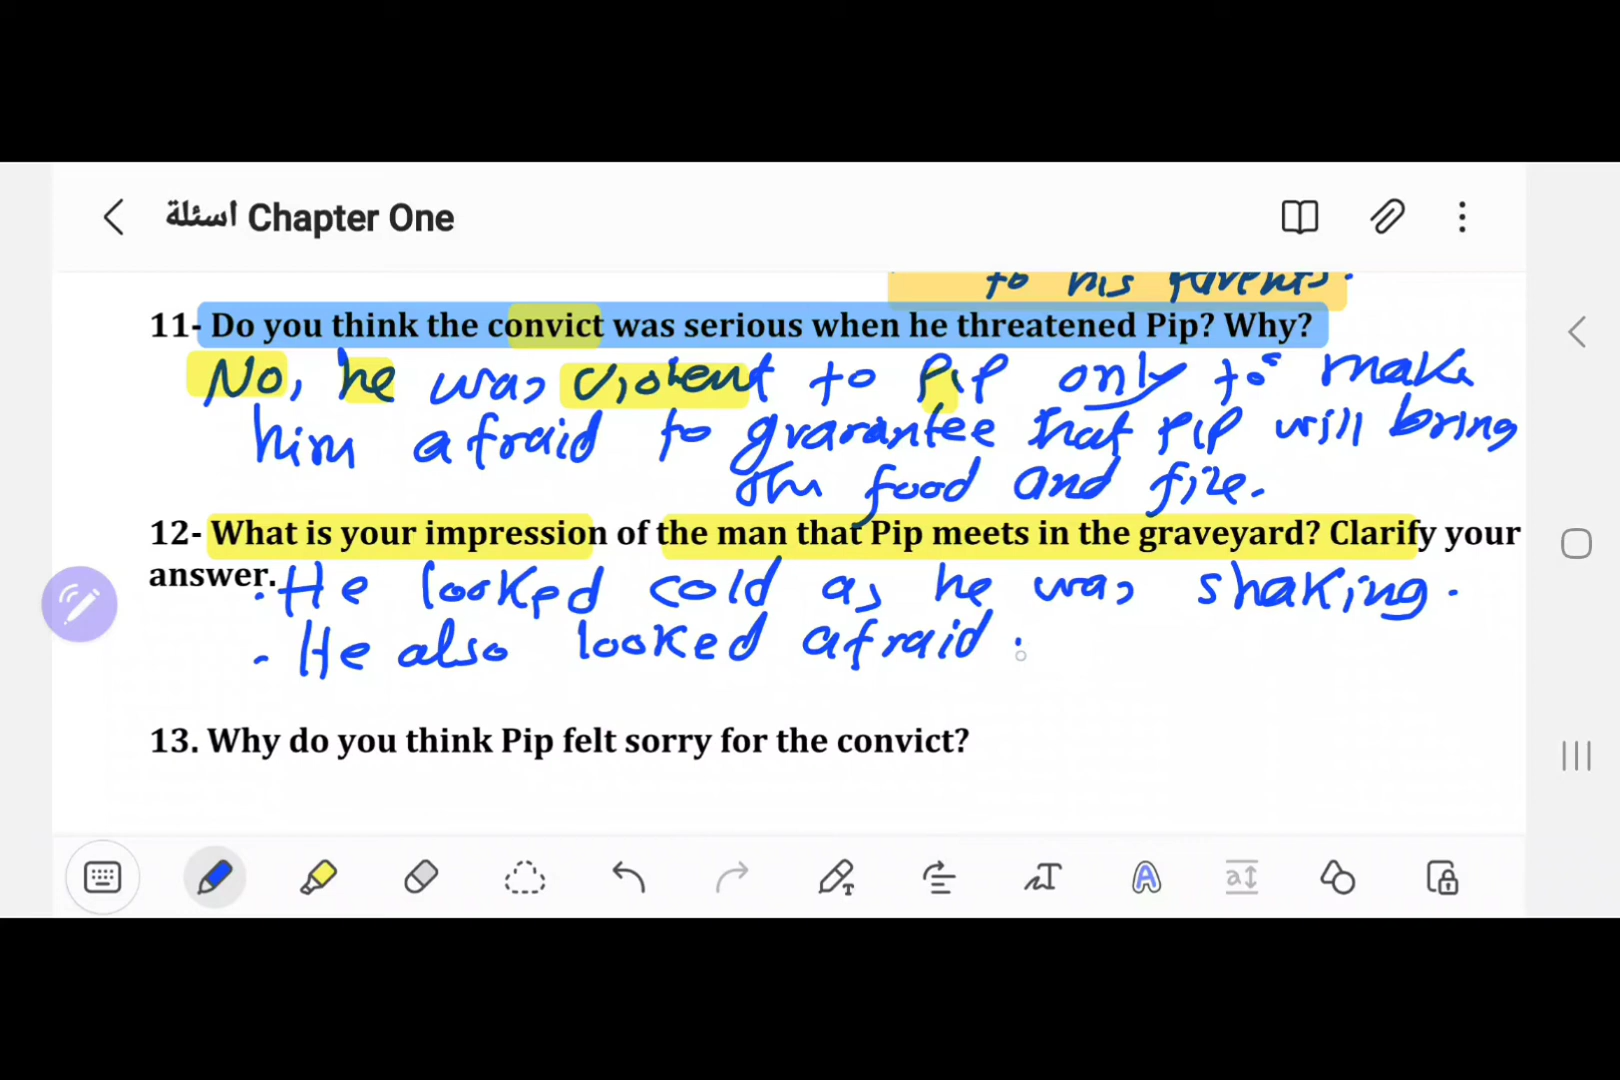 اسئلة Chapter One
to his parents.
11- Do you think the convict was serious when he threatened Pip? Why?
No, he was violent to Pip only to make
him afraid to grarantee that Pip will bring
the food and file.
12- What is your impression of the man that Pip meets in the graveyard? Clarify your
answer. . He looked cold as he was shaking.
- He also looked afraid .
13. Why do you think Pip felt sorry for the convict?